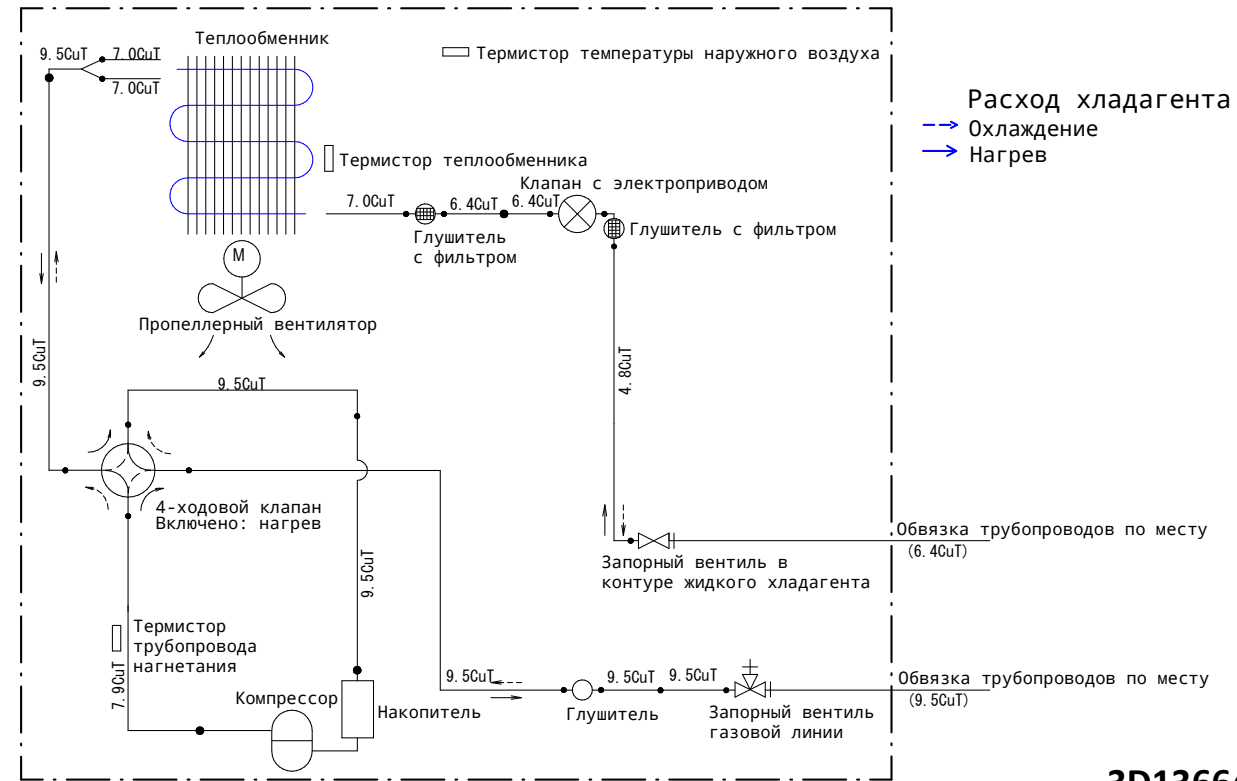 Теплообменник
Термистор температуры наружного воздуха
9.5CuT
7.0CuT
7.0CuT
Расход хладагента
Охлаждение
Нагрев
Термистор теплообменника
Клапан с электроприводом
7.0CuT
6.4CuT
6.4CuT
Глушитель с фильтром
Глушитель
с фильтром
M
Пропеллерный вентилятор
9.5CuT
4.8CuT
9.5CuT
4-ходовой клапан
Включено: нагрев
Обвязка трубопроводов по месту
(6.4CuT)
Запорный вентиль в
контуре жидкого хладагента
9.5CuT
Термистор
трубопровода
нагнетания
7.9CuT
9.5CuT
9.5CuT
9.5CuT
Обвязка трубопроводов по месту
(9.5CuT)
Компрессор
Накопитель
Глушитель
Запорный вентиль
газовой линии